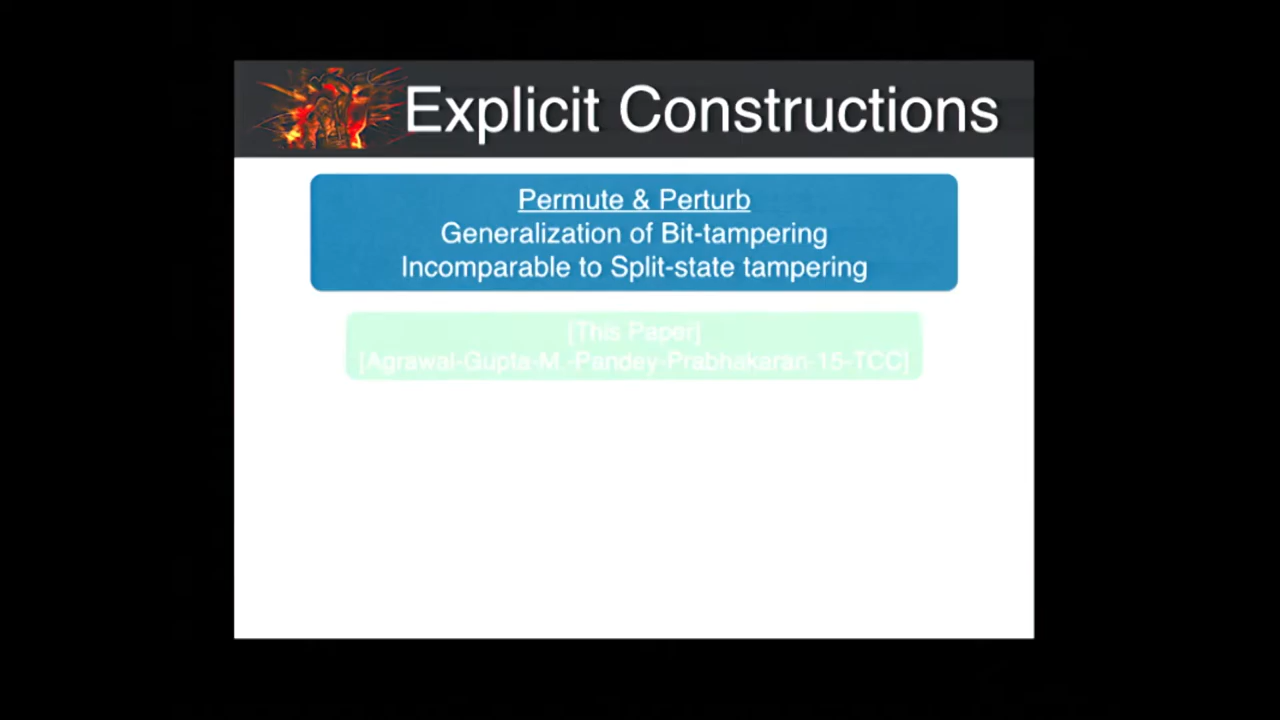 Explicit Constructions
Permute & Perturb
Generalization of Bit-tampering
Incomparable to Split-state tampering
[This Paper]
[Agrawal-Gupta-M.-Pandey-Prabhakaran-15-TCC]